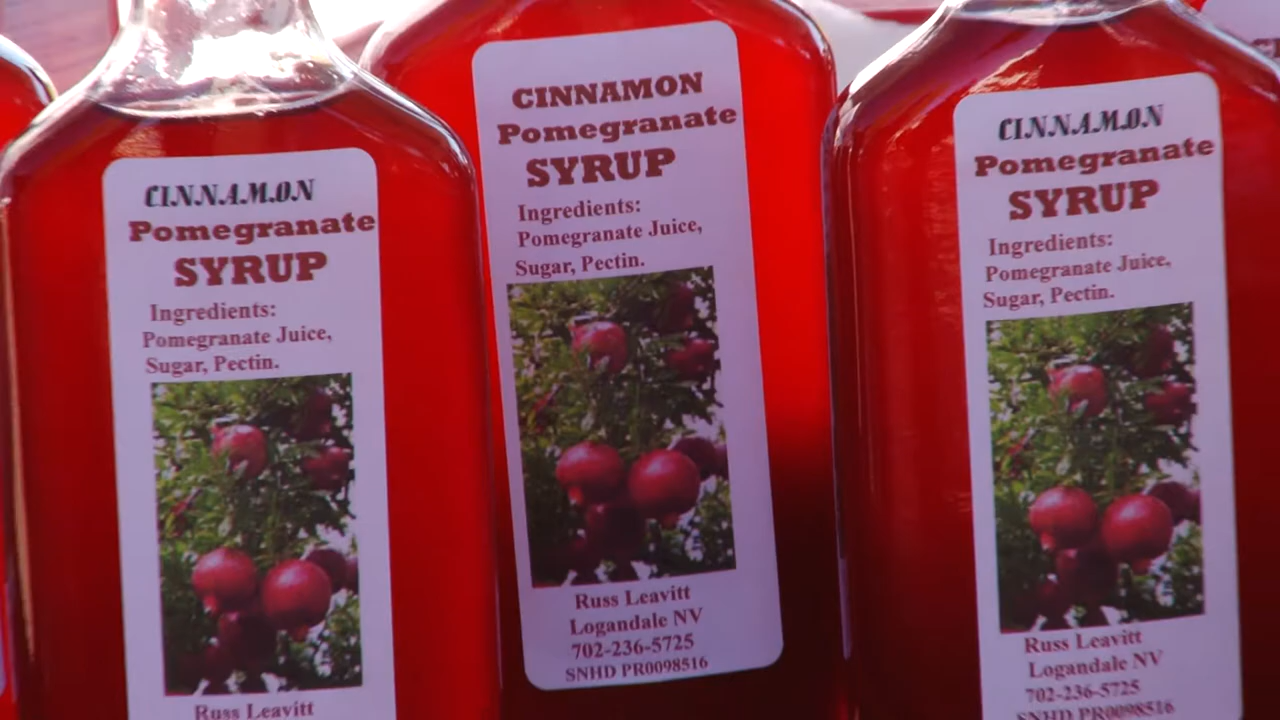 CINNAMON
Pomegranate
SYRUP
Ingredients:
Pomegranate Juice,
Sugar, Pectin.
Russ Leavitt
CINNAMON
Pomegranate
SYRUP
Ingredients:
Pomegranate Juice,
Sugar, Pectin.
Russ Leavitt
Logandale NV
702-236-5725
SNHD PR0098516
CINNAMON
Pomegranate
SYRUP
Ingredients:
Pomegranate Juice,
Sugar, Pectin.
Russ Leavitt
Logandale NV
702-236-5725
SNHD PR0098516